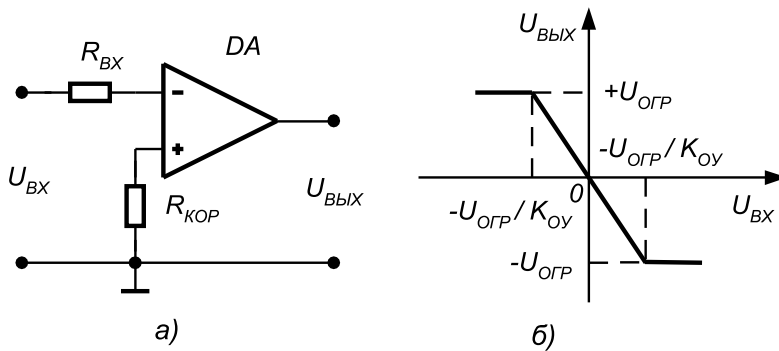 R_ВХ
DA
-
+
U_ВХ
R_КОР
U_ВЫХ
а)
U_ВЫХ
+U_ОГР
-U_ОГР / K_ОУ
0
U_ВХ
-U_ОГР / K_ОУ
-U_ОГР
б)